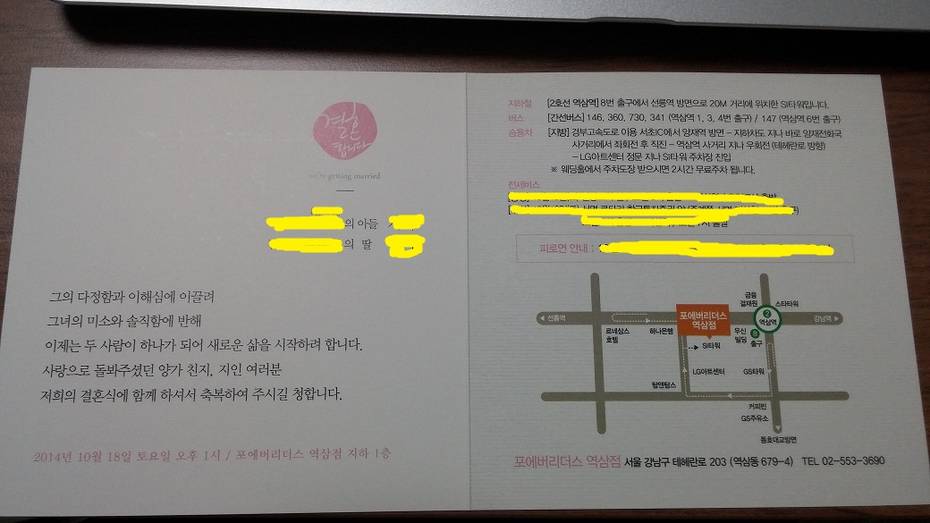 결혼
합니다
we're getting married
의 아들
의 딸
그의 다정함과 이해심에 이끌려
그녀의 미소와 솔직함에 반해
이제는 두 사람이 하나가 되어 새로운 삶을 시작하려 합니다.
사랑으로 돌봐주셨던 양가 친지, 지인 여러분
저희의 결혼식에 함께 하셔서 축복하여 주시길 청합니다.
2014년 10월 18일 토요일 오후 1시 / 포에버리더스 역삼점 지하 1층
지하철 [2호선 역삼역] 8번 출구에서 선릉역 방면으로 20M 거리에 위치한 SI타워입니다.
버스 [간선버스] 146, 360, 730, 341 (역삼역 1, 3, 4번 출구) / 147 (역삼역 6번 출구)
승용차 [지방] 경부고속도로 이용 서초IC에서 양재역 방면 - 지하차도 지나 바로 양재전화국
사거리에서 좌회전 후 직진 - 역삼역 사거리 지나 우회전 (테헤란로 방향)
- LG아트센터 정문 지나 SI타워 주차장 진입
※ 웨딩홀에서 주차도장 받으시면 2시간 무료주차 됩니다.
전세버스
피로연 안내 :
금융
결재원
스타타워
선릉역
르네상스
호텔
하나은행
포에버리더스
역삼점
우신
빌딩
2
역삼역
8
출구
강남역
SI타워
LG아트센터
GS타워
탐앤탐스
커피빈
GS주유소
동호대교방면
포에버리더스 역삼점 서울 강남구 테헤란로 203 (역삼동 679-4) TEL 02-553-3690